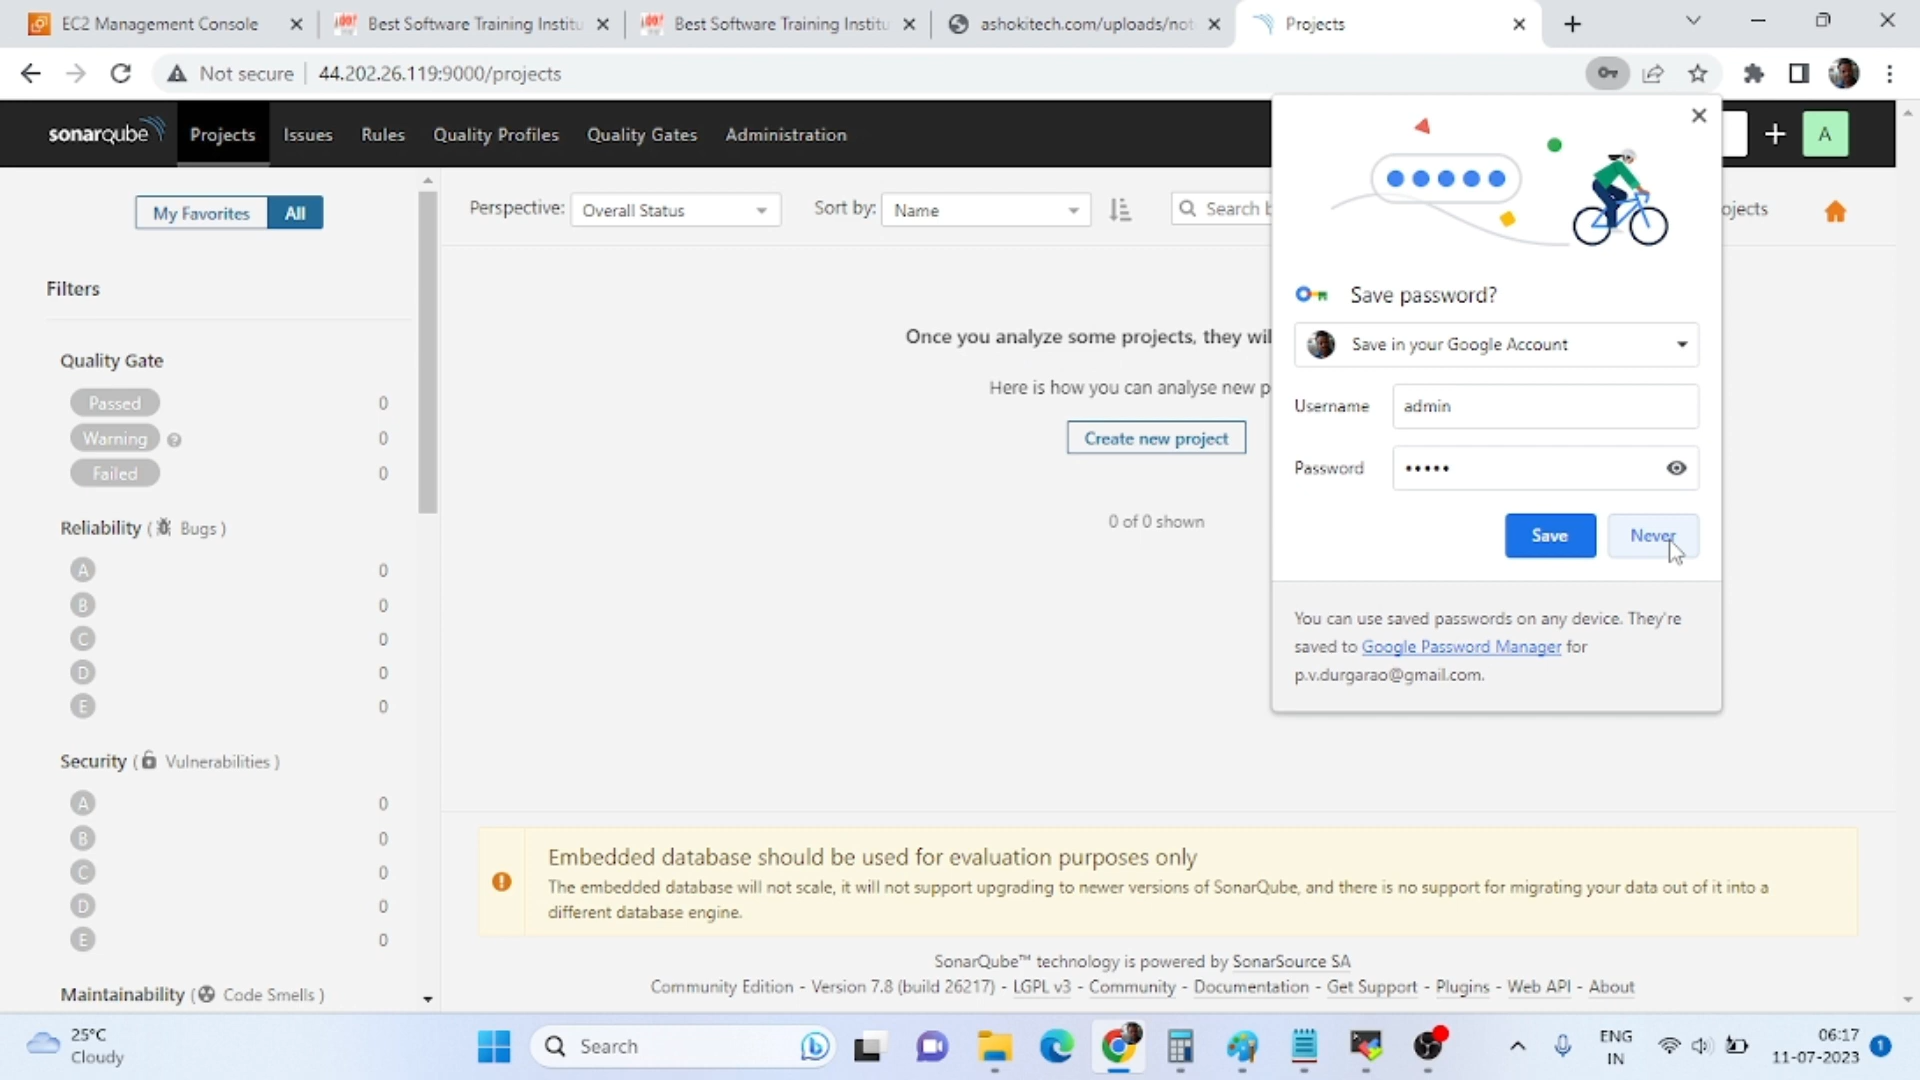 EC2 Management Console
Best Software Training Institu
Best Software Training Institu
ashokitech.com/uploads/not
Projects
Not secure
44.202.26.119:9000/projects
sonarqube
Projects
Issues
Rules
Quality Profiles
Quality Gates
Administration
A
My Favorites
All
Perspective:
Overall Status
Sort by:
Name
Search b
ojects
Filters
Quality Gate
Passed 0
Warning 0
Failed 0
Reliability ( Bugs )
A 0
B 0
C 0
D 0
E 0
Security ( Vulnerabilities )
A 0
B 0
C 0
D 0
E 0
Maintainability ( Code Smells )
Once you analyze some projects, they wil
Here is how you can analyse new p
Create new project
0 of 0 shown
Save password?
Save in your Google Account
Username admin
Password •••••
Save
Never
You can use saved passwords on any device. They're
saved to Google Password Manager for
p.v.durgarao@gmail.com.
Embedded database should be used for evaluation purposes only
The embedded database will not scale, it will not support upgrading to newer versions of SonarQube, and there is no support for migrating your data out of it into a
different database engine.
SonarQube™ technology is powered by SonarSource SA
Community Edition - Version 7.8 (build 26217) - LGPL v3 - Community - Documentation - Get Support - Plugins - Web API - About
25°C
Cloudy
Search
ENG
IN
06:17
11-07-2023
1